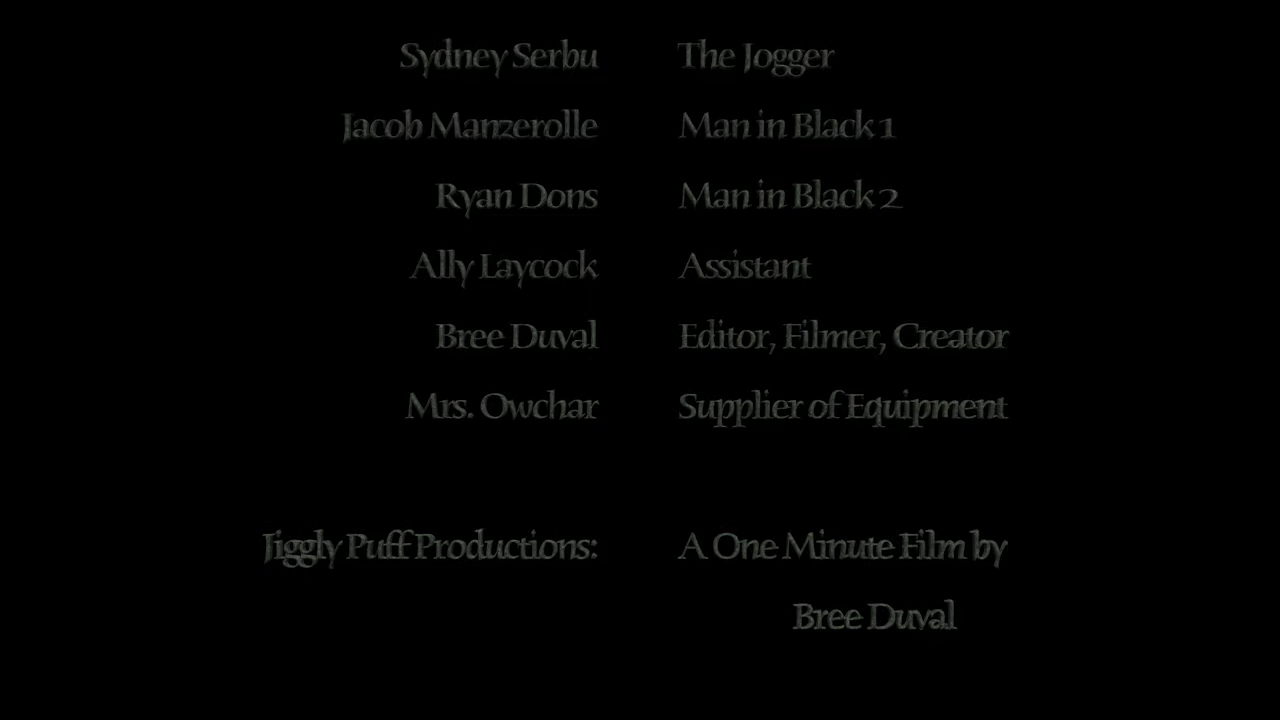 Sydney Serbu The Jogger
Jacob Manzerolle Man in Black 1
Ryan Dons Man in Black 2
Ally Laycock Assistant
Bree Duval Editor, Filmer, Creator
Mrs. Owchar Supplier of Equipment
Jiggly Puff Productions: A One Minute Film by
Bree Duval